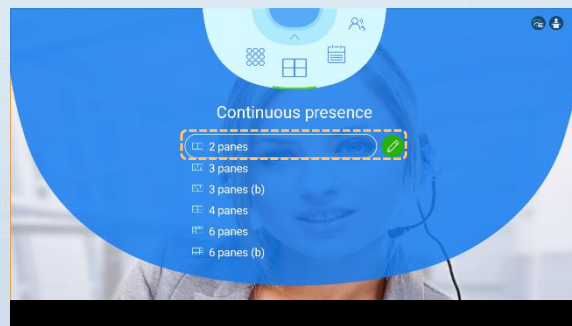 Continuous presence
2 panes
3 panes
3 panes (b)
4 panes
6 panes
6 panes (b)